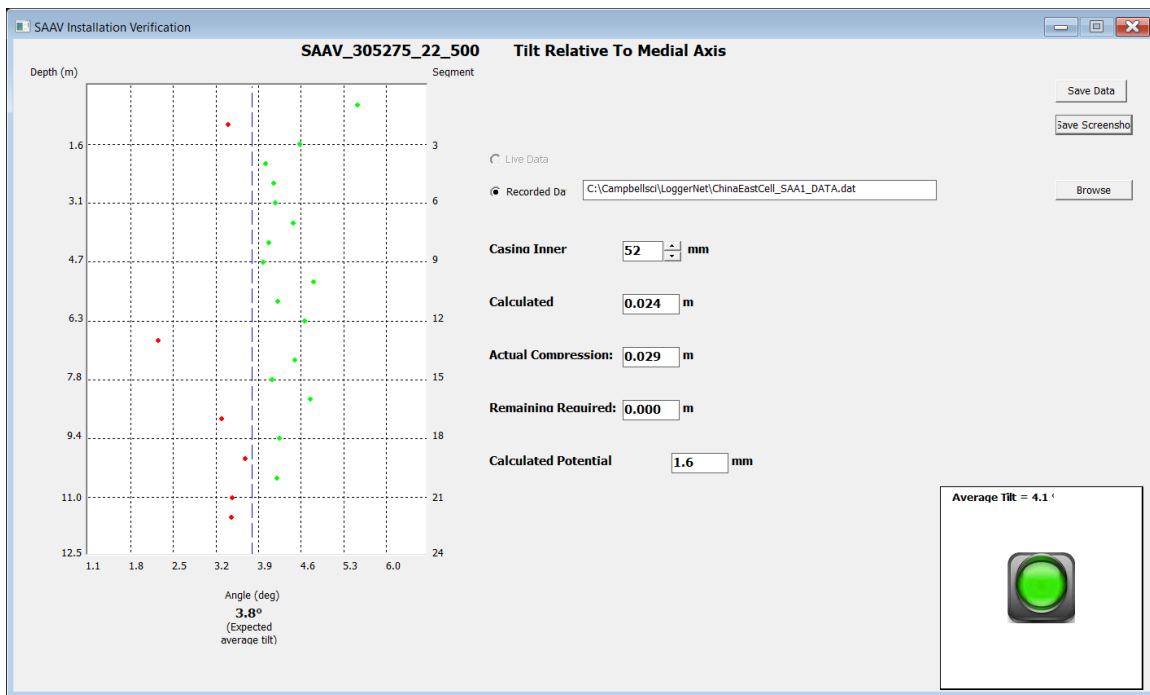 SAAV Installation Verification
SAAV_305275_22_500 Tilt Relative To Medial Axis
Depth (m) Segment
Save Data
Save Screensho
1.6 3
Live Data
Recorded Da C:\Campbellsci\LoggerNet\ChinaEastCell_SAA1_DATA.dat Browse
3.1 6
Casing Inner 52 mm
4.7 9
Calculated 0.024 m
6.3 12
Actual Compression: 0.029 m
7.8 15
Remaining Required: 0.000 m
9.4 18
Calculated Potential 1.6 mm
11.0 21
Average Tilt = 4.1 °
12.5 24
1.1 1.8 2.5 3.2 3.9 4.6 5.3 6.0
Angle (deg)
3.8º
(Expected
average tilt)